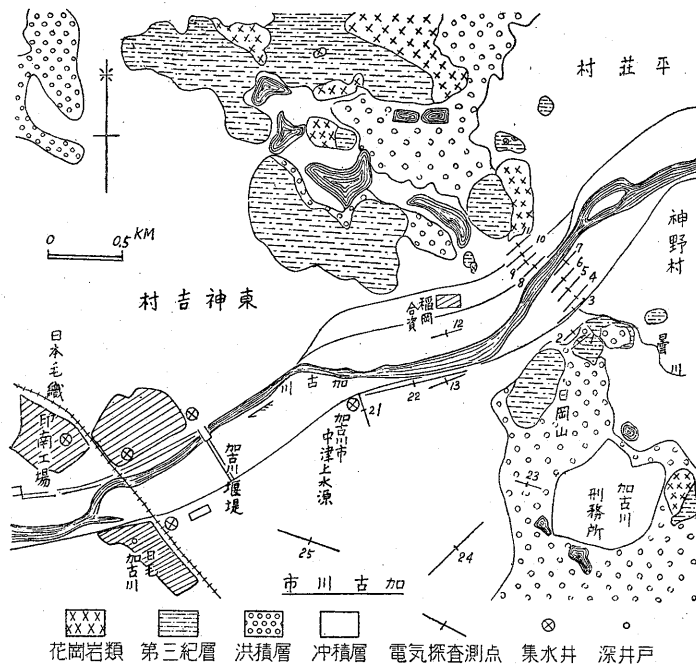 村荘平
神野村
0 0.5 KM
村吉神東
稲岡
合資
11
10
9
8
7
6
5
4
3
2
12
曇川
日岡山
日本毛織
印南工場
川古加
13
22
21
加古川市
中津上水源
加古川堰堤
23
加古川
刑務所
日毛
加古川
25
24
市川古加
花岡岩類 第三紀層 洪積層 冲積層 電気探査測点 集水井 深井戸